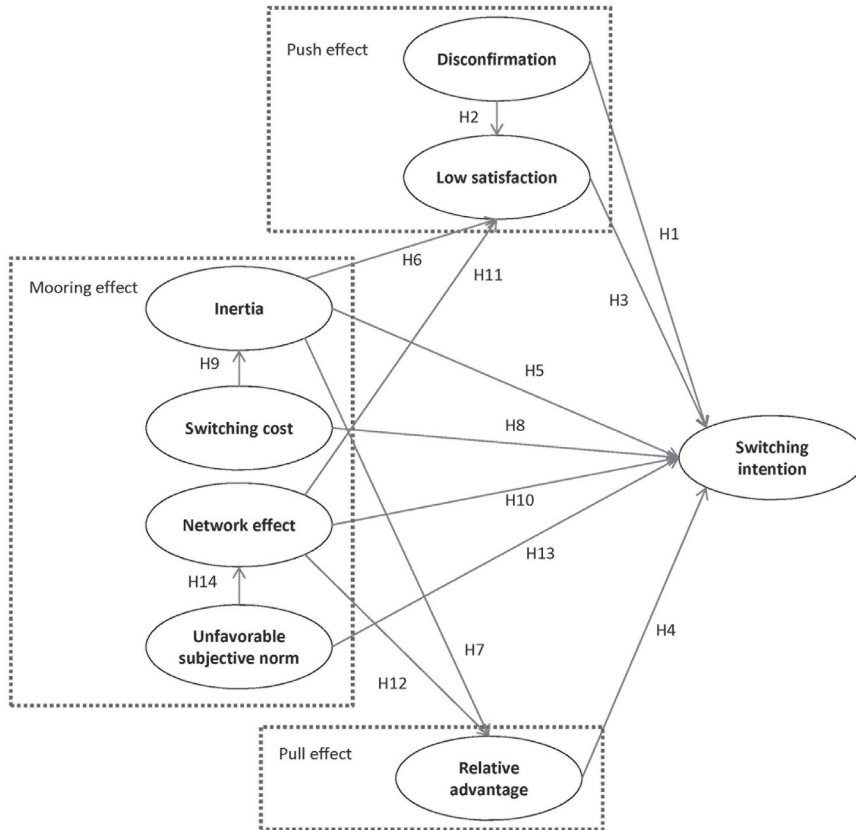 Push effect
Disconfirmation
H2
Low satisfaction
H1
H6
H11
Mooring effect
H3
Inertia
H9
H5
Switching cost
H8
Switching
intention
Network effect
H10
H13
H14
Unfavorable
subjective norm
H7
H4
H12
Pull effect
Relative
advantage